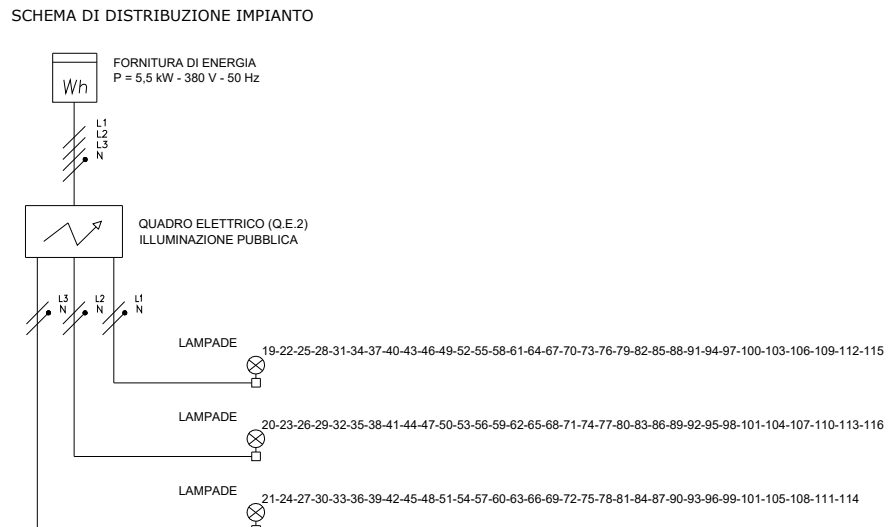 SCHEMA DI DISTRIBUZIONE IMPIANTO
FORNITURA DI ENERGIA
P = 5,5 kW - 380 V - 50 Hz
Wh
L1
L2
L3
N
QUADRO ELETTRICO (Q.E.2)
ILLUMINAZIONE PUBBLICA
L3 L2 L1
N N N
LAMPADE
19-22-25-28-31-34-37-40-43-46-49-52-55-58-61-64-67-70-73-76-79-82-85-88-91-94-97-100-103-106-109-112-115
LAMPADE
20-23-26-29-32-35-38-41-44-47-50-53-56-59-62-65-68-71-74-77-80-83-86-89-92-95-98-101-104-107-110-113-116
LAMPADE
21-24-27-30-33-36-39-42-45-48-51-54-57-60-63-66-69-72-75-78-81-84-87-90-93-96-99-101-105-108-111-114